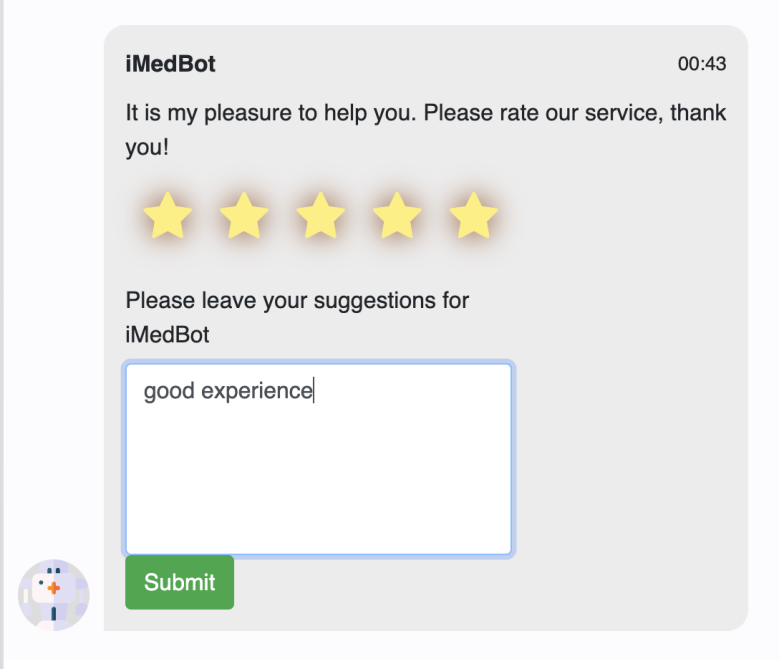 iMedBot 00:43
It is my pleasure to help you. Please rate our service, thank
you!
Please leave your suggestions for
iMedBot
good experience
Submit